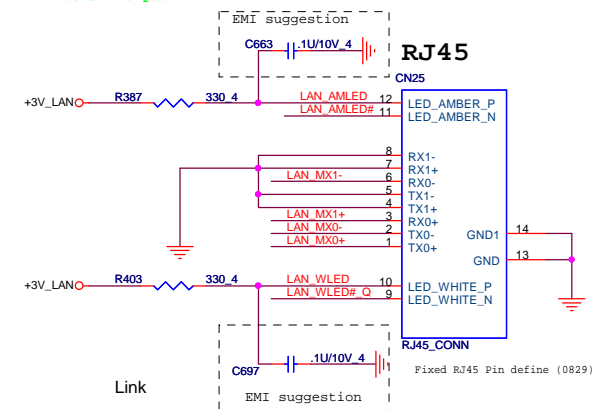 EMI suggestion
C663 .1U/10V_4
RJ45
CN25
+3V_LAN R387 330_4 LAN_AMLED 12 LED_AMBER_P
LAN_AMLED# 11 LED_AMBER_N
8 RX1-
7 RX1+
LAN_MX1- 6 RX0-
5 TX1-
4 TX1+
LAN_MX1+ 3 RX0+
LAN_MX0- 2 TX0- GND1 14
LAN_MX0+ 1 TX0+
GND 13
+3V_LAN R403 330_4 LAN_WLED 10 LED_WHITE_P
LAN_WLED#_Q 9 LED_WHITE_N
RJ45_CONN
C697 .1U/10V_4
Fixed RJ45 Pin define (0829)
Link
EMI suggestion